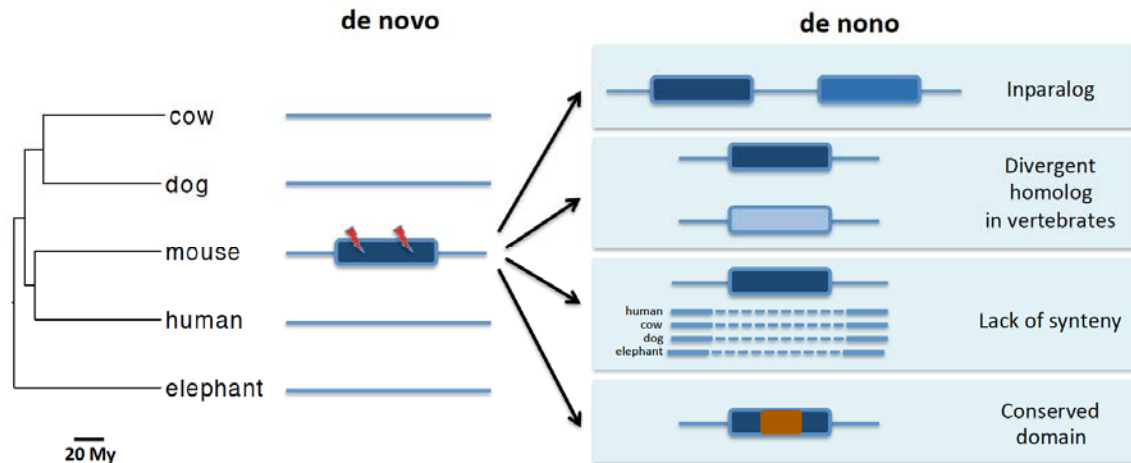 de novo
de nono
cow
dog
mouse
human
elephant
20 My
Inparalog
Divergent
homolog
in vertebrates
human
cow
dog
elephant
Lack of synteny
Conserved
domain